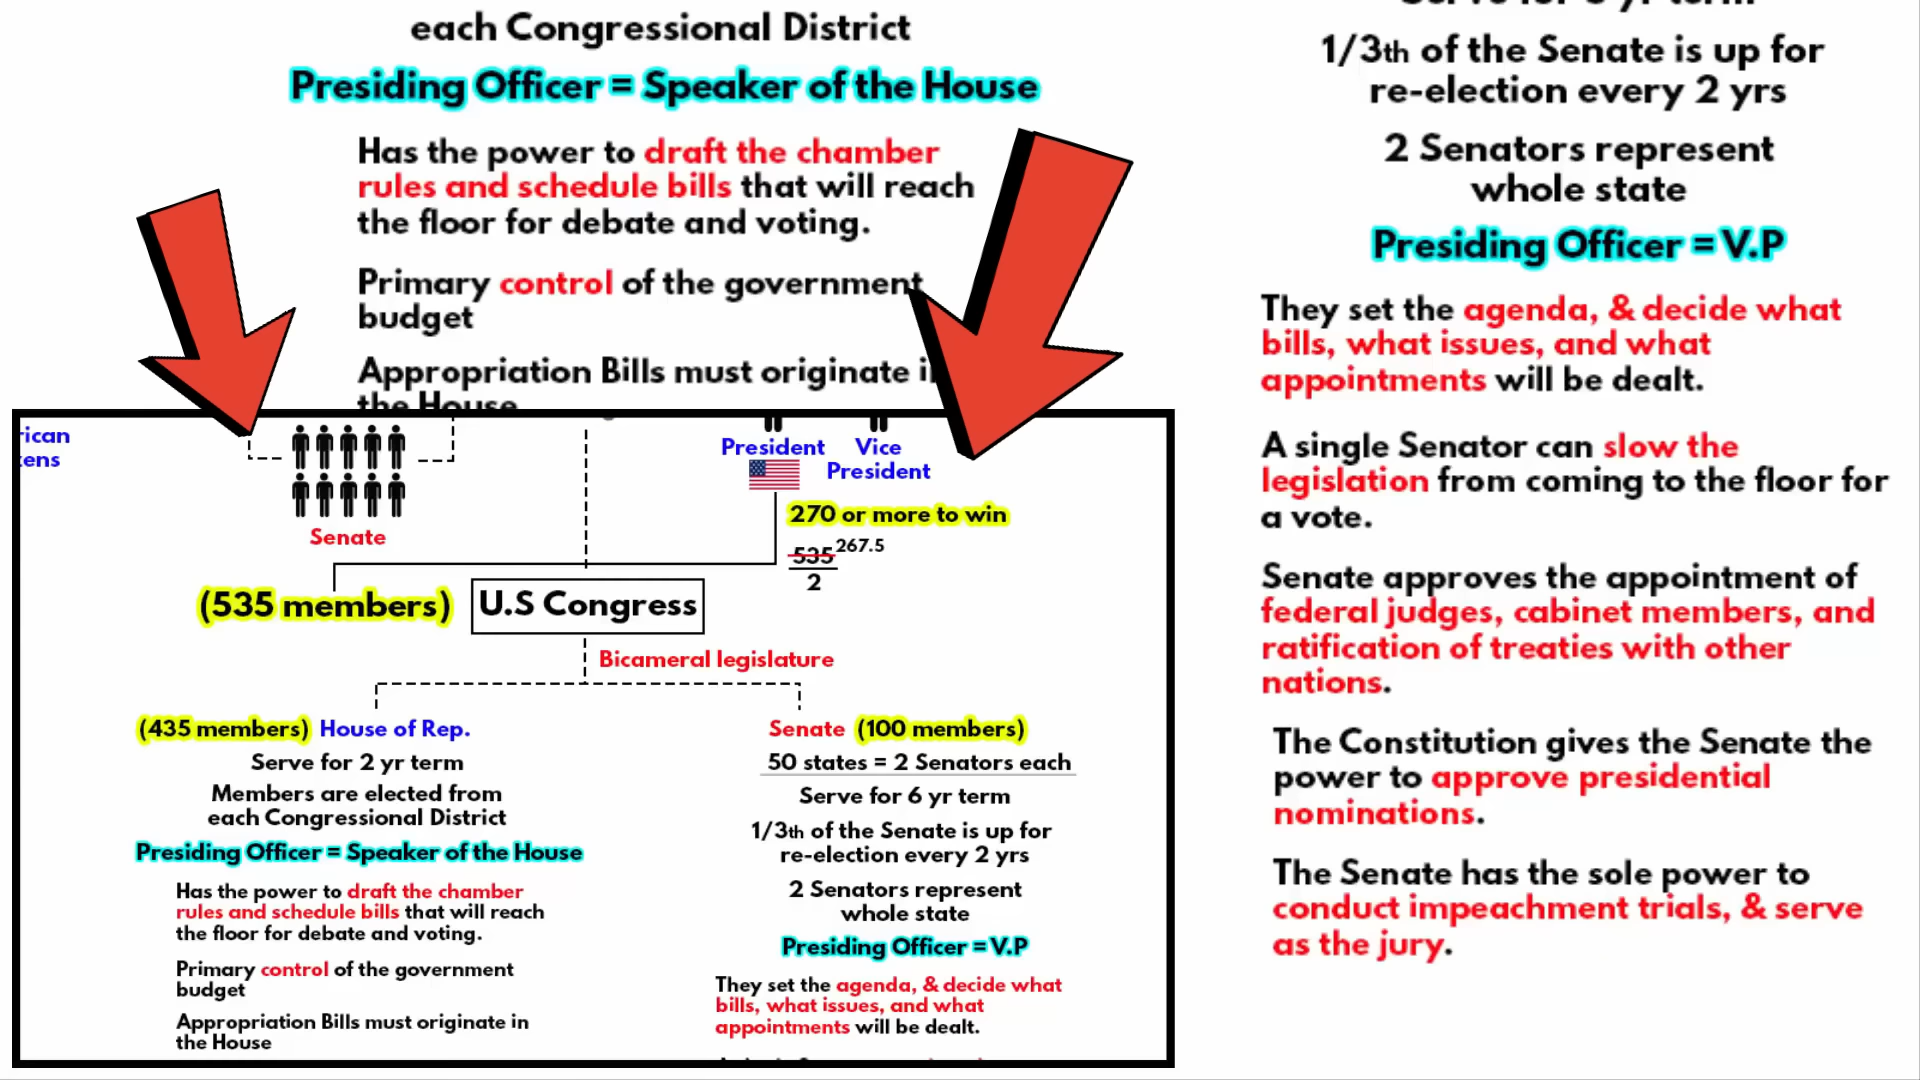 each Congressional District
Presiding Officer = Speaker of the House
Has the power to draft the chamber
rules and schedule bills that will reach
the floor for debate and voting.
Primary control of the government
budget
Appropriation Bills must originate in
the House
1/3th of the Senate is up for
re-election every 2 yrs
2 Senators represent
whole state
Presiding Officer = V.P
They set the agenda, & decide what
bills, what issues, and what
appointments will be dealt.
A single Senator can slow the
legislation from coming to the floor for
a vote.
Senate approves the appointment of
federal judges, cabinet members, and
ratification of treaties with other
nations.
The Constitution gives the Senate the
power to approve presidential
nominations.
The Senate has the sole power to
conduct impeachment trials, & serve
as the jury.
Senate
President
Vice
President
270 or more to win
535 267.5
2
(535 members)
U.S Congress
Bicameral legislature
(435 members) House of Rep.
Serve for 2 yr term
Members are elected from
each Congressional District
Presiding Officer = Speaker of the House
Has the power to draft the chamber
rules and schedule bills that will reach
the floor for debate and voting.
Primary control of the government
budget
Appropriation Bills must originate in
the House
Senate (100 members)
50 states = 2 Senators each
Serve for 6 yr term
1/3th of the Senate is up for
re-election every 2 yrs
2 Senators represent
whole state
Presiding Officer = V.P
They set the agenda, & decide what
bills, what issues, and what
appointments will be dealt.